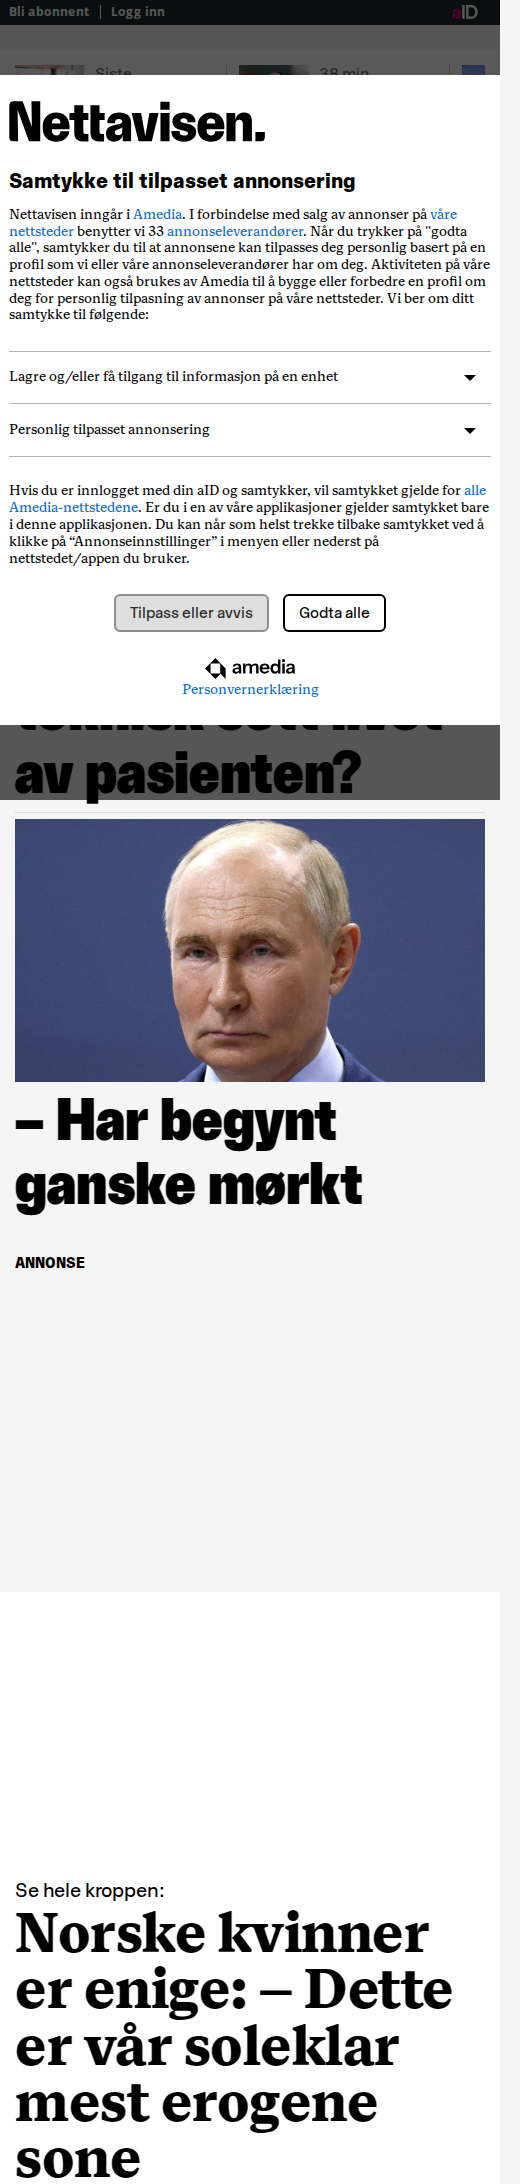 Bli abonnent
Logg inn
aID
Siste
38 min
Nettavisen.
Samtykke til tilpasset annonsering
Nettavisen inngår i Amedia. I forbindelse med salg av annonser på våre
nettsteder benytter vi 33 annonseleverandører. Når du trykker på "godta
alle", samtykker du til at annonsene kan tilpasses deg personlig basert på en
profil som vi eller våre annonseleverandører har om deg. Aktiviteten på våre
nettsteder kan også brukes av Amedia til å bygge eller forbedre en profil om
deg for personlig tilpasning av annonser på våre nettsteder. Vi ber om ditt
samtykke til følgende:
Lagre og/eller få tilgang til informasjon på en enhet
Personlig tilpasset annonsering
Hvis du er innlogget med din aID og samtykker, vil samtykket gjelde for alle
Amedia-nettstedene. Er du i en av våre applikasjoner gjelder samtykket bare
i denne applikasjonen. Du kan når som helst trekke tilbake samtykket ved å
klikke på “Annonseinnstillinger” i menyen eller nederst på
nettstedet/appen du bruker.
Tilpass eller avvis
Godta alle
amedia
Personvernerklæring
av pasienten?
– Har begynt
ganske mørkt
ANNONSE
Se hele kroppen:
Norske kvinner
er enige: – Dette
er vår soleklar
mest erogene
sone